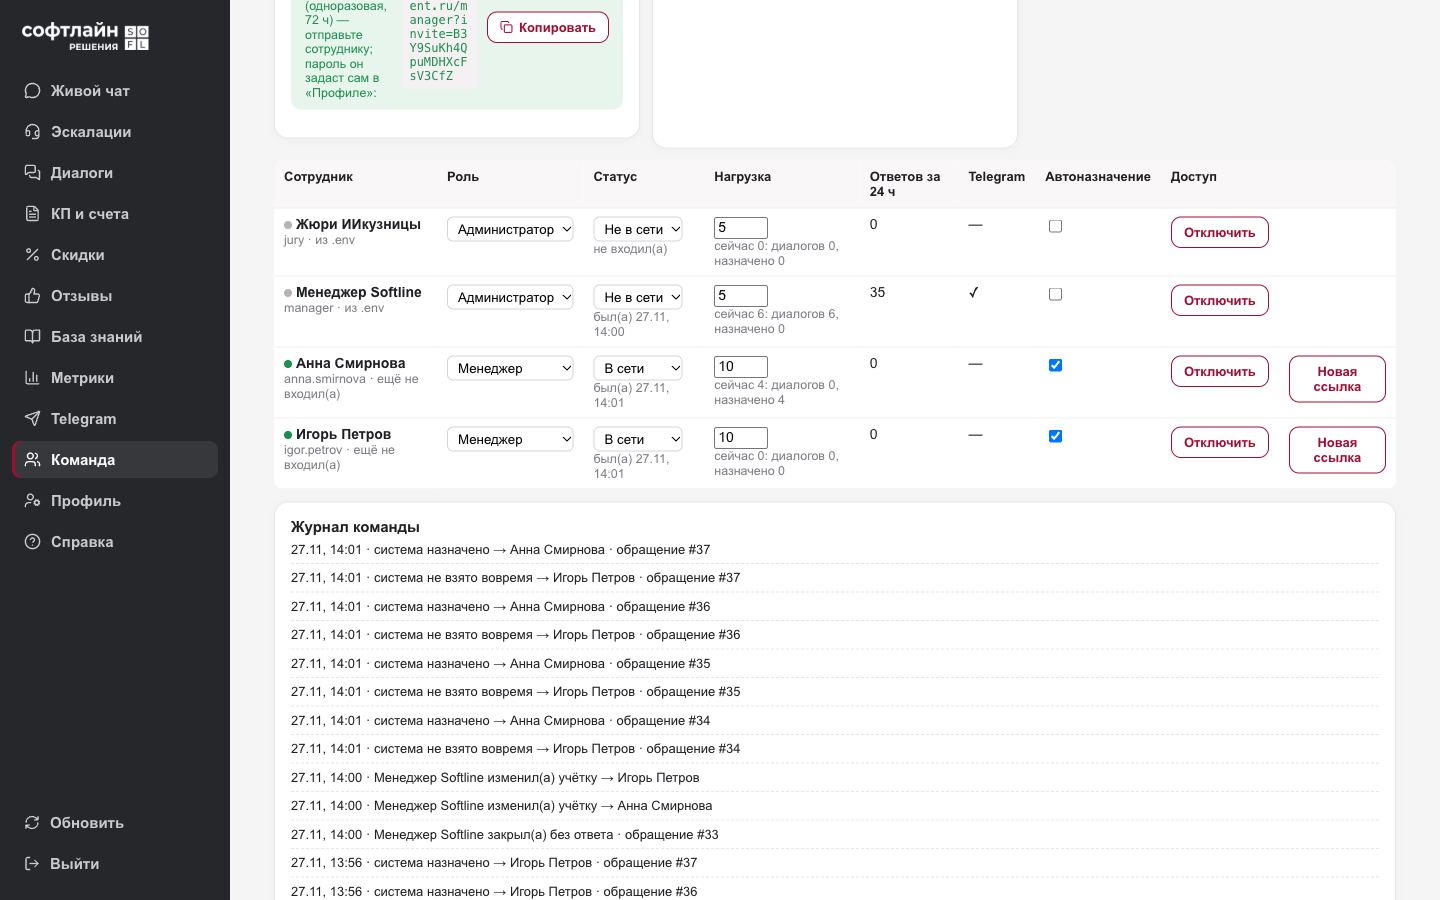 софтлайн
РЕШЕНИЯ
SO
FL
Живой чат
Эскалации
Диалоги
КП и счета
Скидки
Отзывы
База знаний
Метрики
Telegram
Команда
Профиль
Справка
Обновить
Выйти
(одноразовая,
72 ч) —
отправьте
сотруднику;
пароль он
задаст сам в
«Профиле»:
ent.ru/m
anager?i
nvite=B3
Y9SuKh4Q
puMDHXcF
sV3CfZ
Копировать
Сотрудник Роль Статус Нагрузка Ответов за 24 ч Telegram Автоназначение Доступ
Жюри ИИкузницы Администратор Не в сети 5 0 — Отключить
jury · из .env не входил(а) сейчас 0: диалогов 0,
назначено 0
Менеджер Softline Администратор Не в сети 5 35 ✓ Отключить
manager · из .env был(а) 27.11, сейчас 6: диалогов 6,
14:00 назначено 0
Анна Смирнова Менеджер В сети 10 0 — Отключить Новая ссылка
anna.smirnova · ещё не был(а) 27.11, сейчас 4: диалогов 0,
входил(а) 14:01 назначено 4
Игорь Петров Менеджер В сети 10 0 — Отключить Новая ссылка
igor.petrov · ещё не был(а) 27.11, сейчас 0: диалогов 0,
входил(а) 14:01 назначено 0
Журнал команды
27.11, 14:01 · система назначено → Анна Смирнова · обращение #37
27.11, 14:01 · система не взято вовремя → Игорь Петров · обращение #37
27.11, 14:01 · система назначено → Анна Смирнова · обращение #36
27.11, 14:01 · система не взято вовремя → Игорь Петров · обращение #36
27.11, 14:01 · система назначено → Анна Смирнова · обращение #35
27.11, 14:01 · система не взято вовремя → Игорь Петров · обращение #35
27.11, 14:01 · система назначено → Анна Смирнова · обращение #34
27.11, 14:01 · система не взято вовремя → Игорь Петров · обращение #34
27.11, 14:00 · Менеджер Softline изменил(а) учётку → Игорь Петров
27.11, 14:00 · Менеджер Softline изменил(а) учётку → Анна Смирнова
27.11, 14:00 · Менеджер Softline закрыл(а) без ответа · обращение #33
27.11, 13:56 · система назначено → Игорь Петров · обращение #37
27.11, 13:56 · система назначено → Игорь Петров · обращение #36